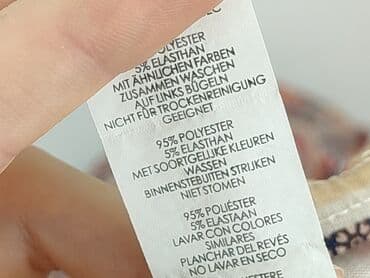 POLYESTER
5% ELASTHAN
MIT ÄHNLICHEN FARBEN
ZUSAMMEN WASCHEN
AUF LINKS BÜGELN
NICHT FÜR TROCKENREINIGUNG
GEEIGNET
95% POLYESTER
5% ELASTHAN
MET SOORTGELIJKE KLEUREN
WASSEN
BINNENSTEBUITEN STRIJKEN
NIET STOMEN
95% POLIÉSTER
5% ELASTAAN
LAVAR CON COLORES
SIMILARES
PLANCHAR DEL REVÉS
NO LAVAR EN SECO